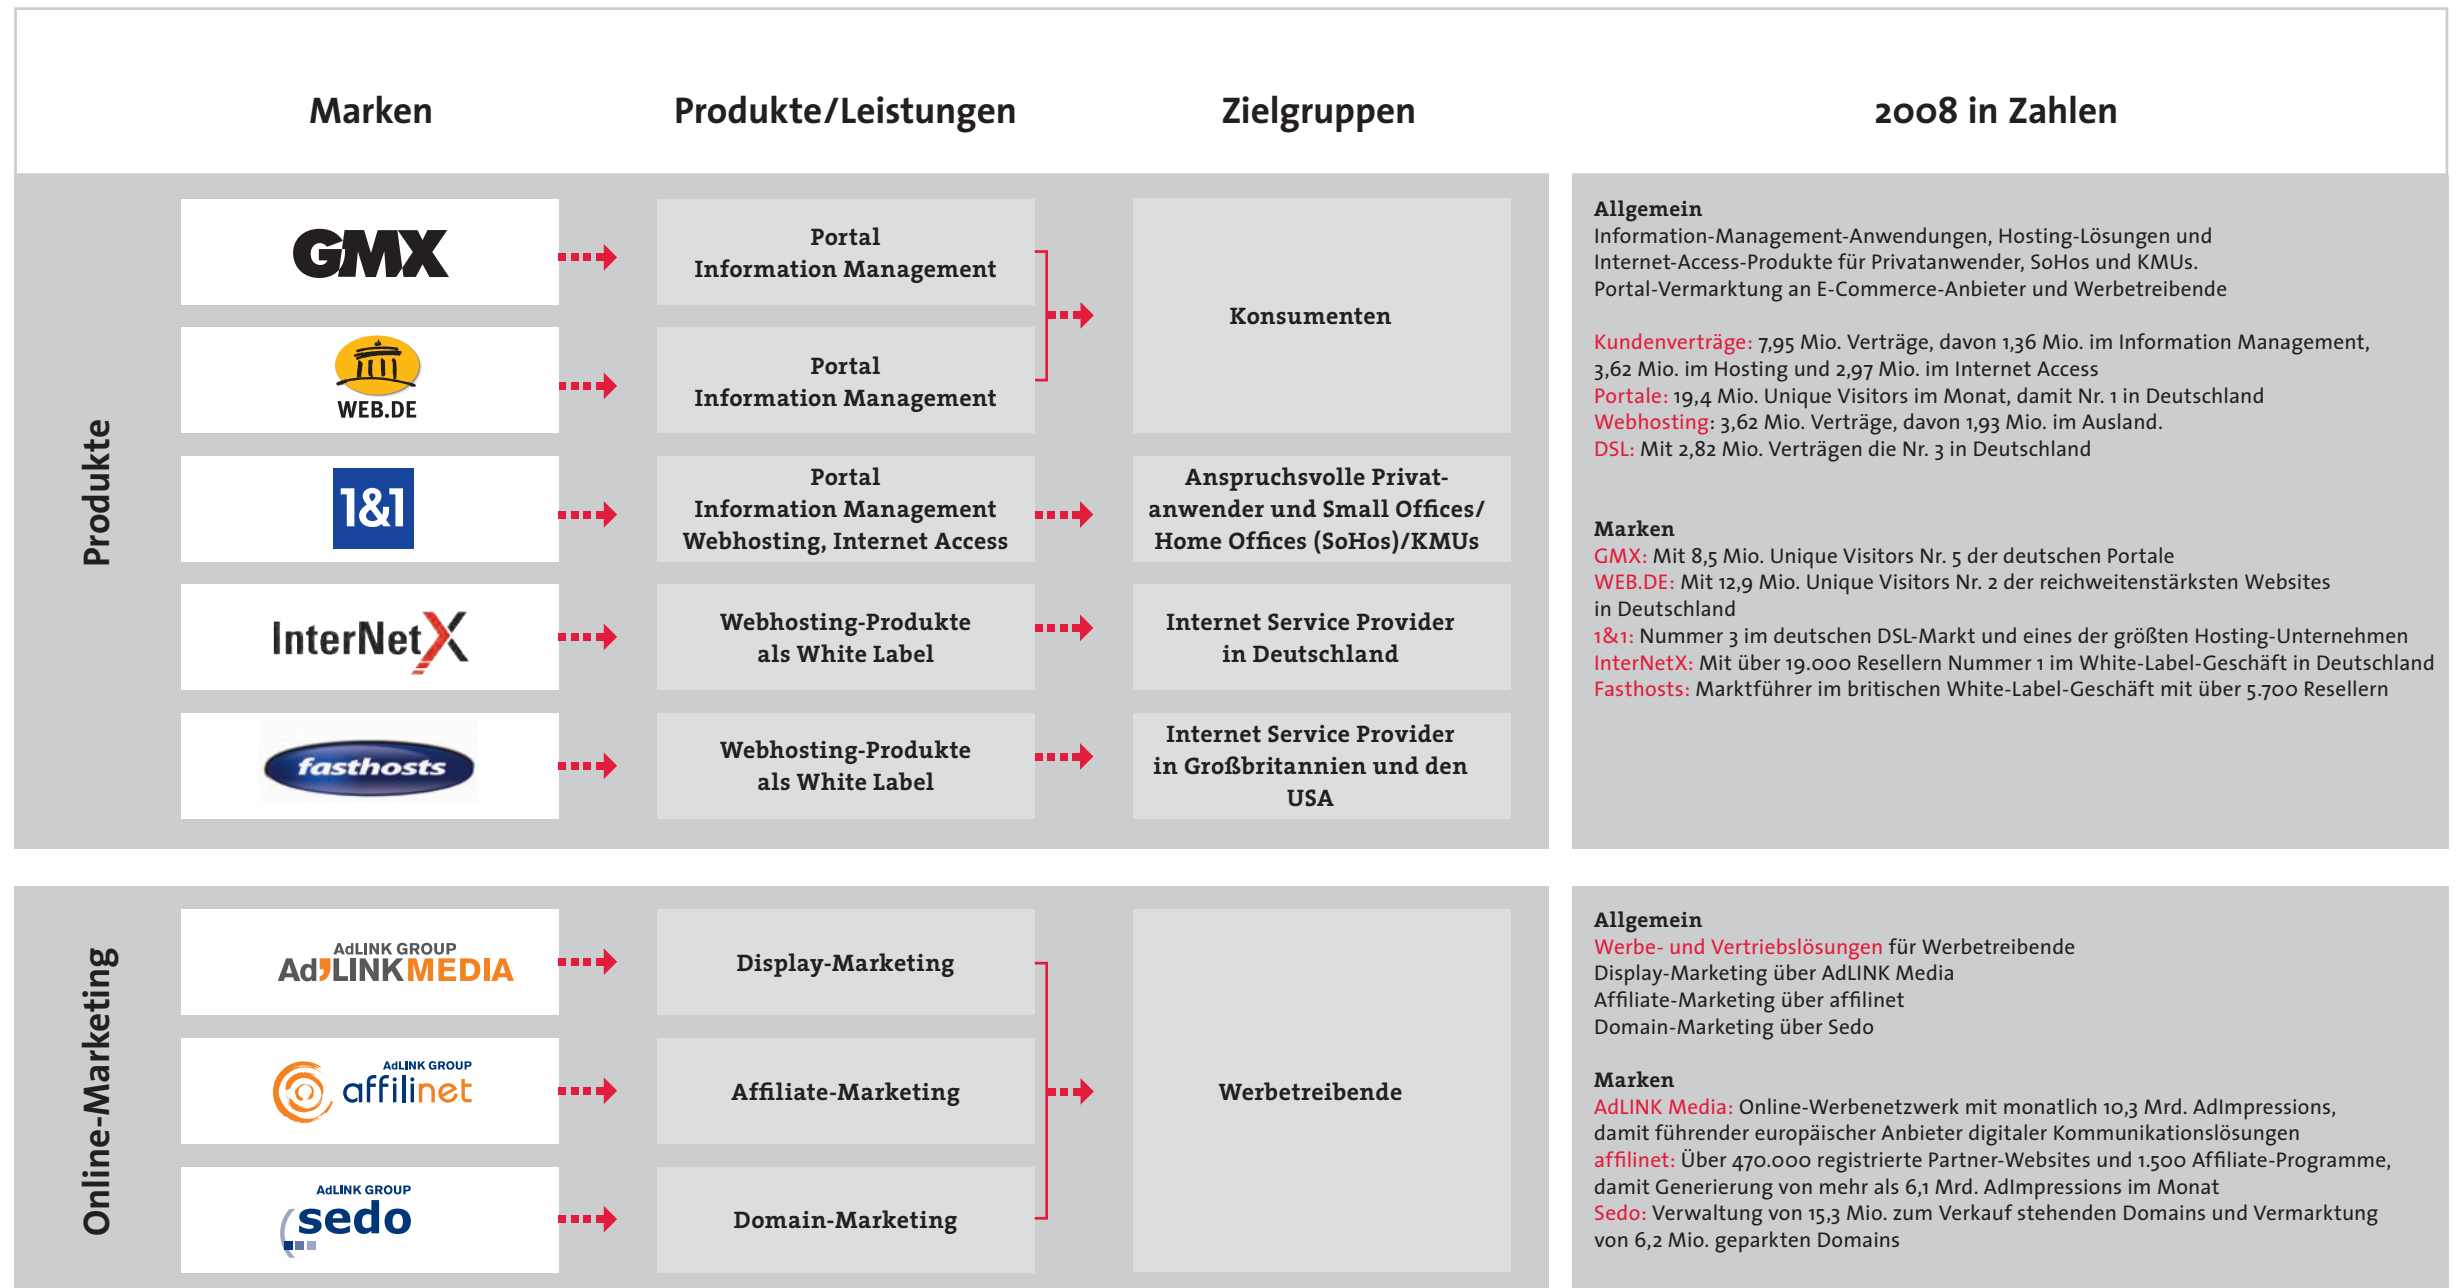 Marken
Produkte/Leistungen
Zielgruppen
2008 in Zahlen
Produkte
GMX
Portal
Information Management
WEB.DE
Portal
Information Management
Konsumenten
1&1
Portal
Information Management
Webhosting, Internet Access
Anspruchsvolle Privat-
anwender und Small Offices/
Home Offices (SoHos)/KMUs
InterNetX
Webhosting-Produkte
als White Label
Internet Service Provider
in Deutschland
fasthosts
Webhosting-Produkte
als White Label
Internet Service Provider
in Großbritannien und den
USA
Allgemein
Information-Management-Anwendungen, Hosting-Lösungen und
Internet-Access-Produkte für Privatanwender, SoHos und KMUs.
Portal-Vermarktung an E-Commerce-Anbieter und Werbetreibende
Kundenverträge: 7,95 Mio. Verträge, davon 1,36 Mio. im Information Management,
3,62 Mio. im Hosting und 2,97 Mio. im Internet Access
Portale: 19,4 Mio. Unique Visitors im Monat, damit Nr. 1 in Deutschland
Webhosting: 3,62 Mio. Verträge, davon 1,93 Mio. im Ausland.
DSL: Mit 2,82 Mio. Verträgen die Nr. 3 in Deutschland
Marken
GMX: Mit 8,5 Mio. Unique Visitors Nr. 5 der deutschen Portale
WEB.DE: Mit 12,9 Mio. Unique Visitors Nr. 2 der reichweitenstärksten Websites
in Deutschland
1&1: Nummer 3 im deutschen DSL-Markt und eines der größten Hosting-Unternehmen
InterNetX: Mit über 19.000 Resellern Nummer 1 im White-Label-Geschäft in Deutschland
Fasthosts: Marktführer im britischen White-Label-Geschäft mit über 5.700 Resellern
Online-Marketing
AdLINK GROUP
Ad LINK MEDIA
Display-Marketing
AdLINK GROUP
affilinet
Affiliate-Marketing
AdLINK GROUP
sedo
Domain-Marketing
Werbetreibende
Allgemein
Werbe- und Vertriebslösungen für Werbetreibende
Display-Marketing über AdLINK Media
Affiliate-Marketing über affilinet
Domain-Marketing über Sedo
Marken
AdLINK Media: Online-Werbenetzwerk mit monatlich 10,3 Mrd. AdImpressions,
damit führender europäischer Anbieter digitaler Kommunikationslösungen
affilinet: Über 470.000 registrierte Partner-Websites und 1.500 Affiliate-Programme,
damit Generierung von mehr als 6,1 Mrd. AdImpressions im Monat
Sedo: Verwaltung von 15,3 Mio. zum Verkauf stehenden Domains und Vermarktung
von 6,2 Mio. geparkten Domains